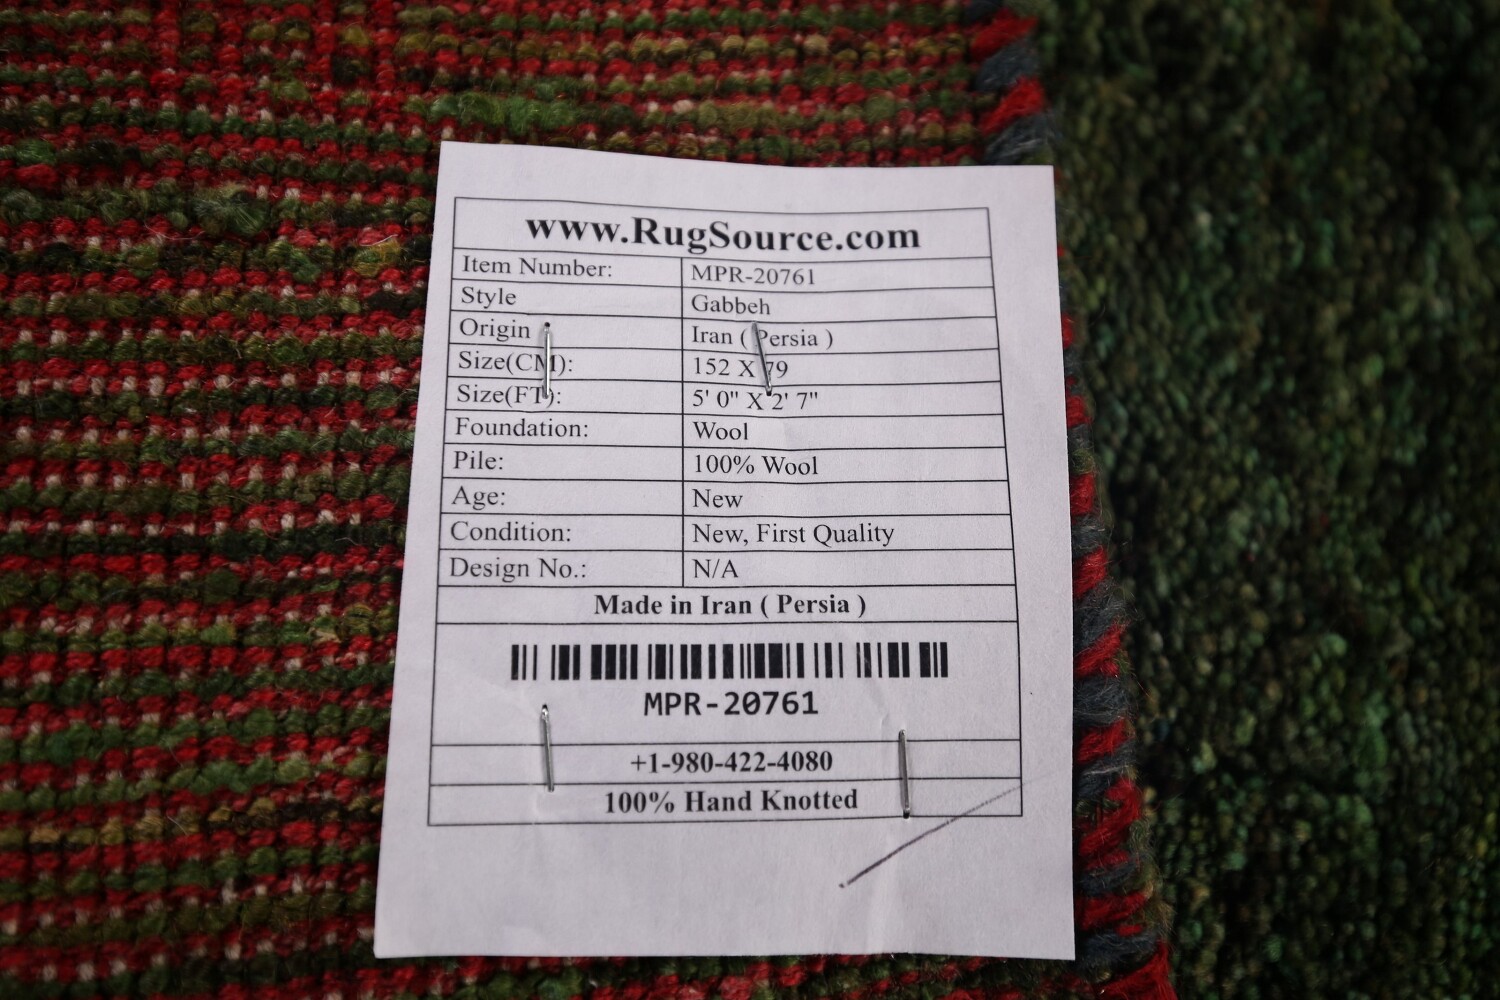 www.RugSource.com
Item Number: MPR-20761
Style Gabbeh
Origin Iran ( Persia )
Size(CM): 152 X 79
Size(FT): 5' 0" X 2' 7"
Foundation: Wool
Pile: 100% Wool
Age: New
Condition: New, First Quality
Design No.: N/A
Made in Iran ( Persia )
MPR-20761
+1-980-422-4080
100% Hand Knotted